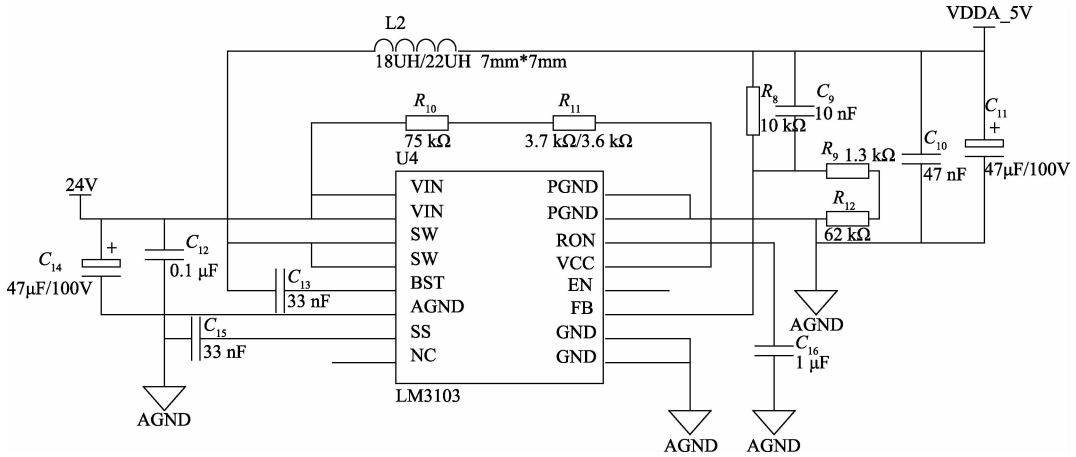 VDDA_5V
L2
18UH/22UH 7mm*7mm
R10
75 kΩ
R11
3.7 kΩ/3.6 kΩ
R8
10 kΩ
C9
10 nF
C11
47μF/100V
C10
47 nF
R9 1.3 kΩ
R12
62 kΩ
U4
24V
VIN
VIN
SW
SW
BST
AGND
SS
NC
PGND
PGND
RON
VCC
EN
FB
GND
GND
LM3103
C14
47μF/100V
C12
0.1 μF
C13
33 nF
C15
33 nF
AGND
AGND
C16
1 μF
AGND
AGND